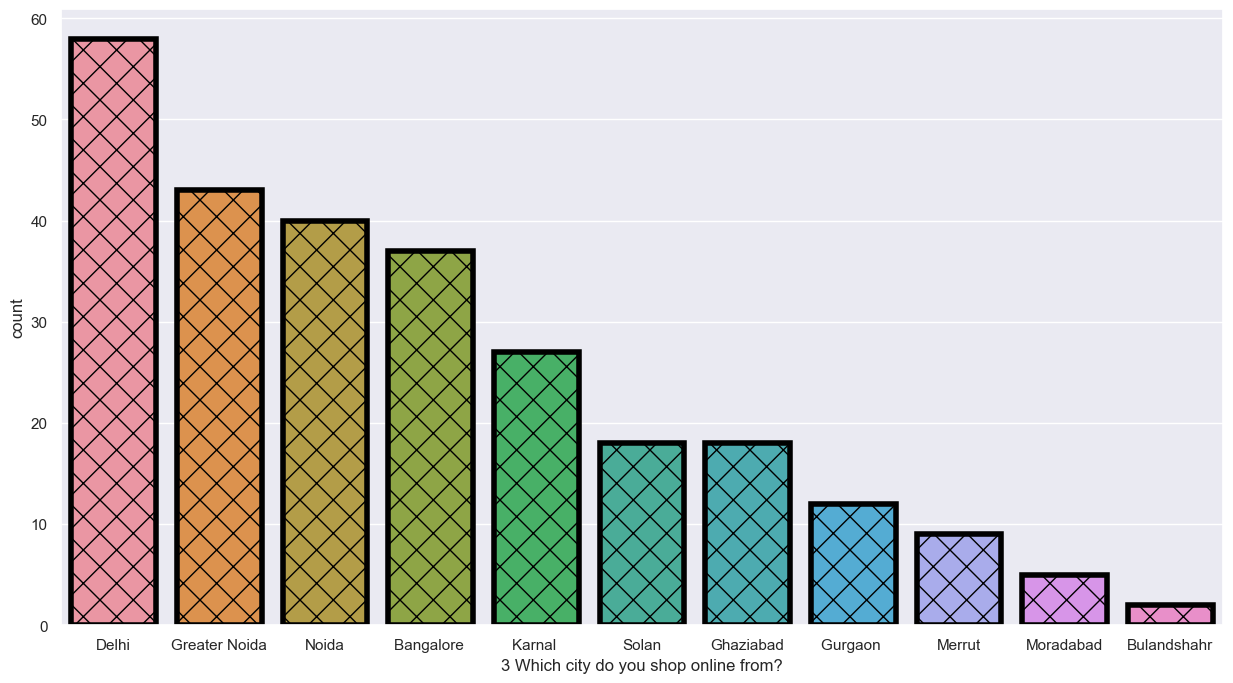 60
50
40
30
20
10
0
count
Delhi Greater Noida Noida Bangalore Karnal Solan Ghaziabad Gurgaon Merrut Moradabad Bulandshahr
3 Which city do you shop online from?